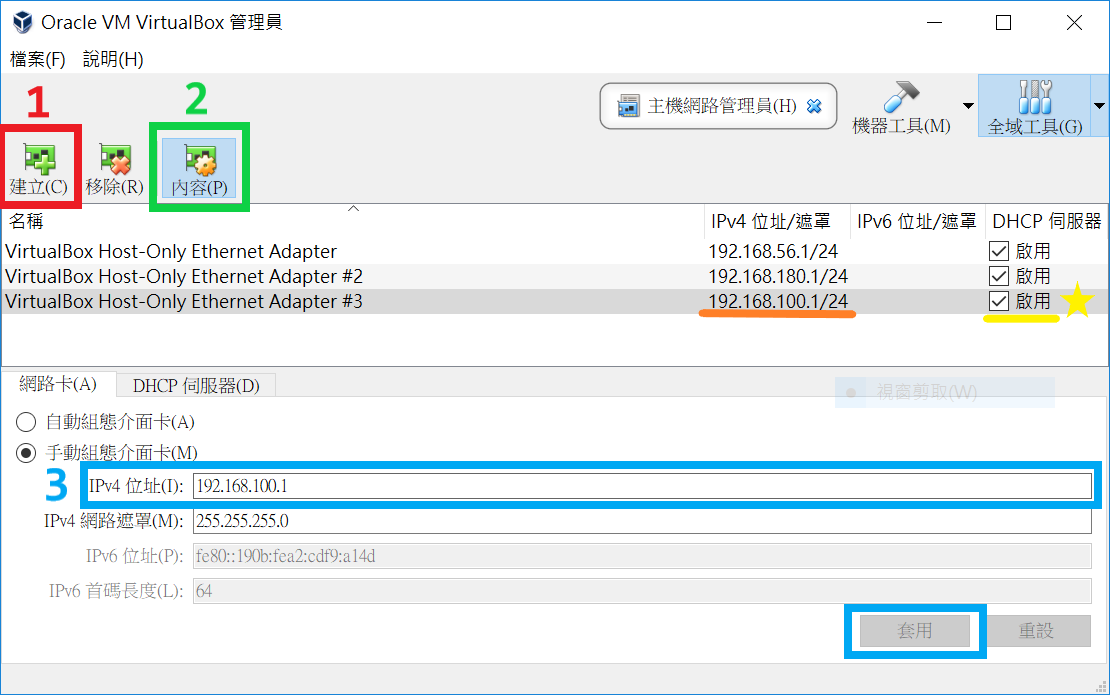 Oracle VM VirtualBox 管理員
檔案(F) 說明(H)
1
2
主機網路管理員(H)
機器工具(M)
全域工具(G)
建立(C)
移除(R)
內容(P)
名稱 IPv4 位址/遮罩 IPv6 位址/遮罩 DHCP 伺服器
VirtualBox Host-Only Ethernet Adapter 192.168.56.1/24 啟用
VirtualBox Host-Only Ethernet Adapter #2 192.168.180.1/24 啟用
VirtualBox Host-Only Ethernet Adapter #3 192.168.100.1/24 啟用
網路卡(A) DHCP 伺服器(D)
視窗剪取(W)
自動組態介面卡(A)
手動組態介面卡(M)
3 IPv4 位址(I): 192.168.100.1
IPv4 網路遮罩(M): 255.255.255.0
IPv6 位址(P): fe80::190b:fea2:cdf9:a14d
IPv6 首碼長度(L): 64
套用 重設